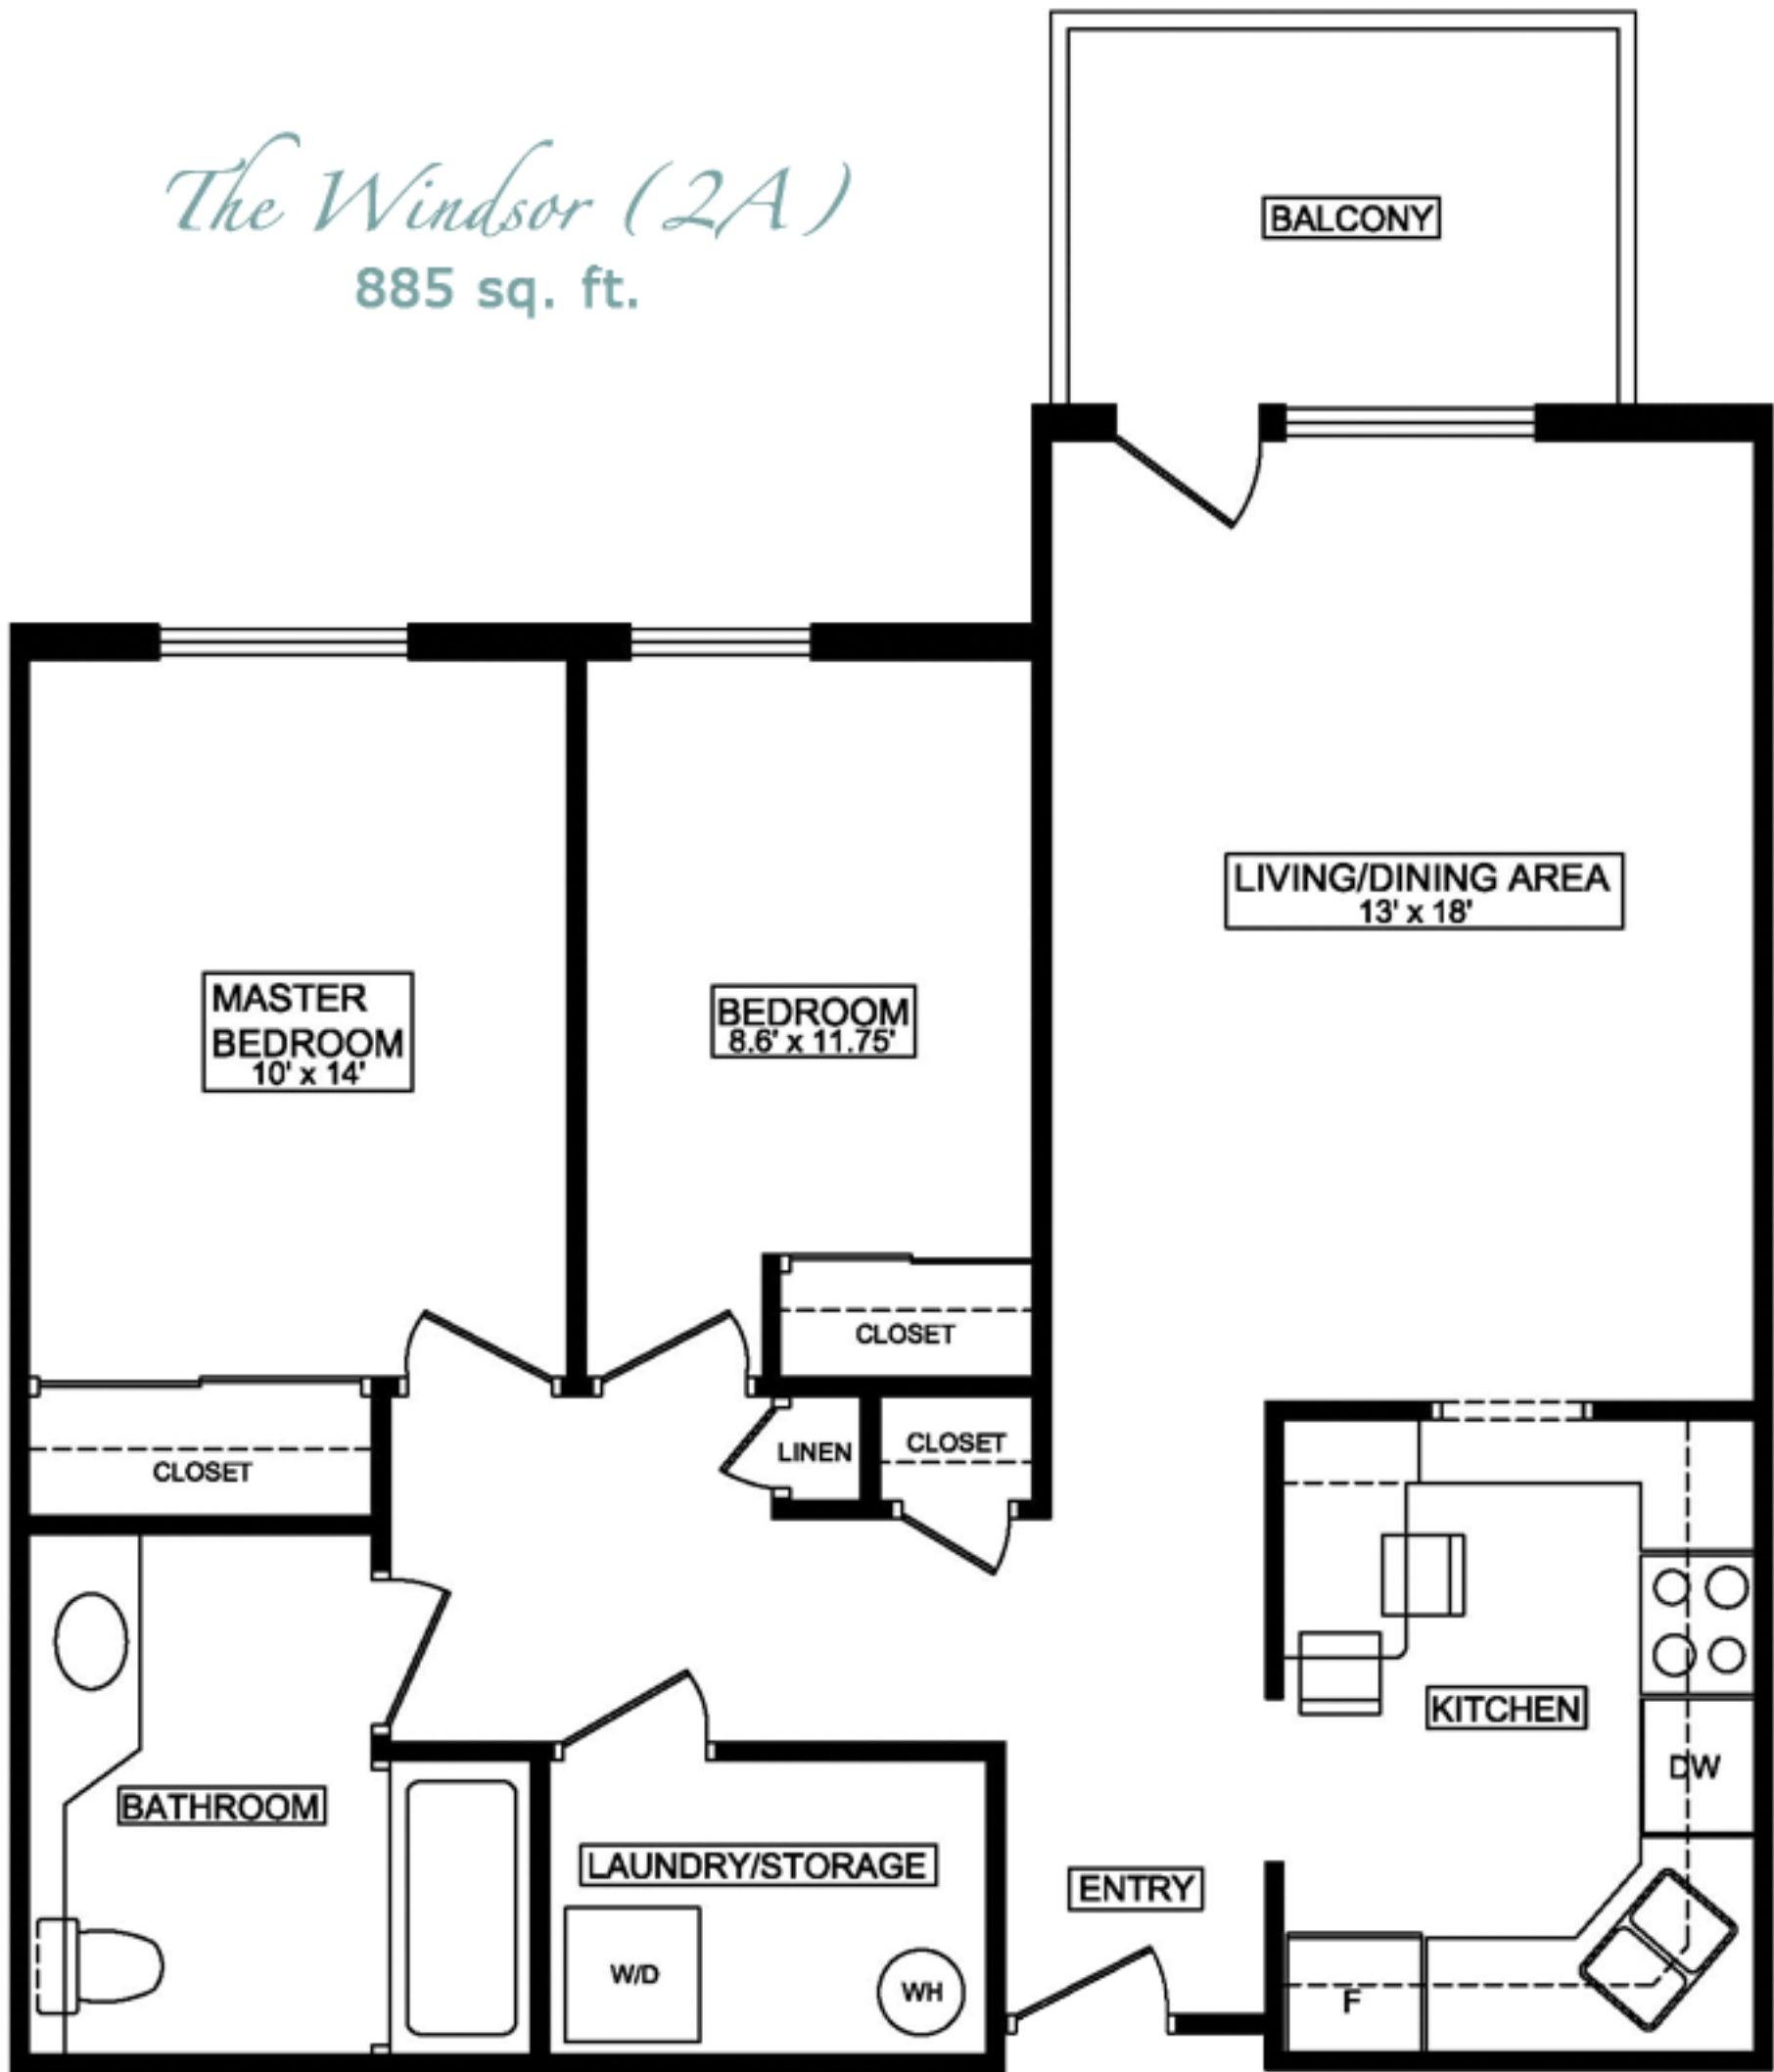 The Windsor (2A)
885 sq. ft.
BALCONY
LIVING/DINING AREA
13' x 18'
MASTER
BEDROOM
10' x 14'
BEDROOM
8.6' x 11.75'
CLOSET
CLOSET
LINEN
CLOSET
KITCHEN
DW
BATHROOM
LAUNDRY/STORAGE
ENTRY
W/D
WH
F